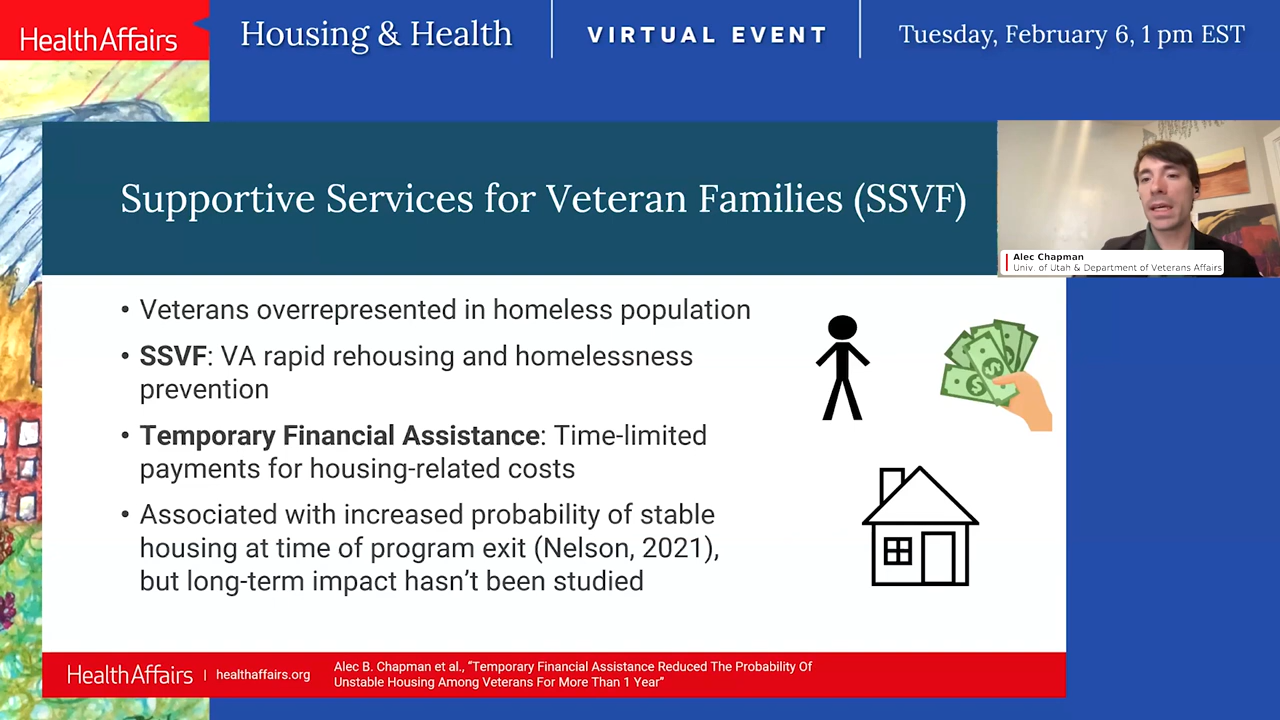 HealthAffairs
Housing & Health
VIRTUAL EVENT
Tuesday, February 6, 1 pm EST
Supportive Services for Veteran Families (SSVF)
Alec Chapman
Univ. of Utah & Department of Veterans Affairs
• Veterans overrepresented in homeless population
• SSVF: VA rapid rehousing and homelessness
prevention
• Temporary Financial Assistance: Time-limited
payments for housing-related costs
• Associated with increased probability of stable
housing at time of program exit (Nelson, 2021),
but long-term impact hasn’t been studied
HealthAffairs | healthaffairs.org
Alec B. Chapman et al., “Temporary Financial Assistance Reduced The Probability Of
Unstable Housing Among Veterans For More Than 1 Year”